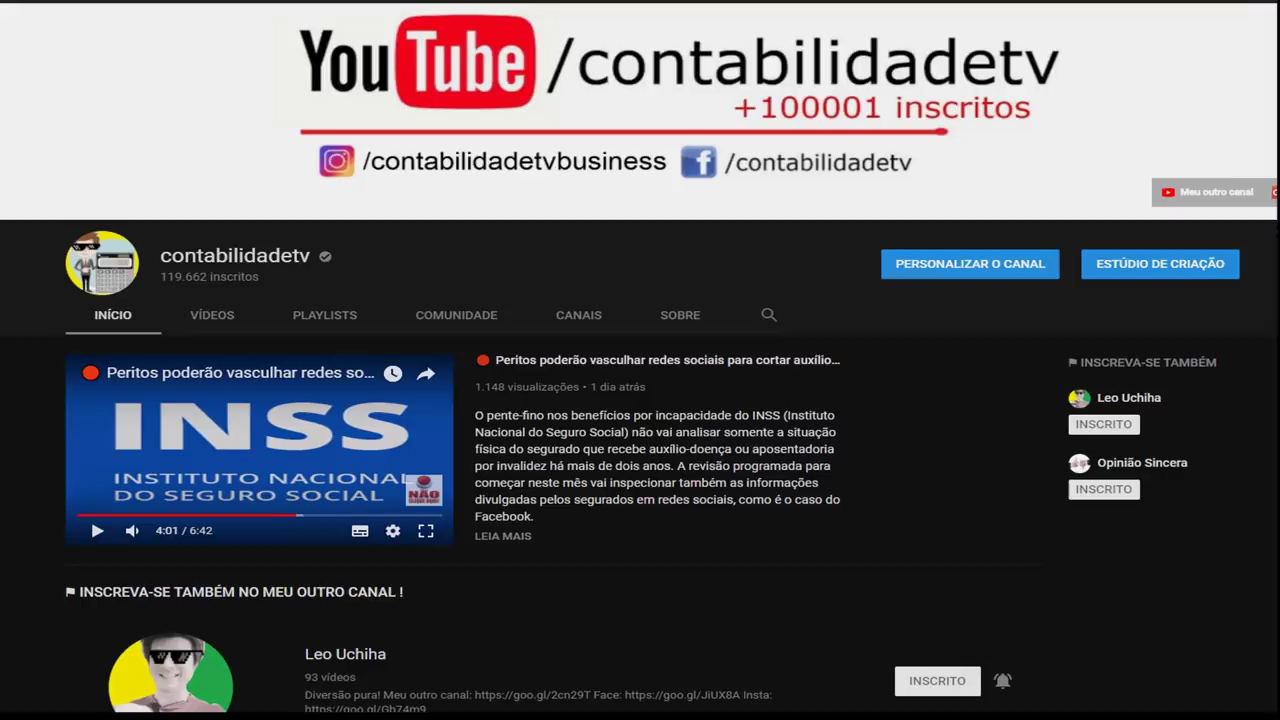 YouTube /contabilidadetv
+100001 inscritos
/contabilidadetvbusiness /contabilidadetv
Meu outro canal
contabilidadetv
119.662 inscritos
PERSONALIZAR O CANAL
ESTÚDIO DE CRIAÇÃO
INÍCIO VÍDEOS PLAYLISTS COMUNIDADE CANAIS SOBRE
Peritos poderão vasculhar redes so...
INSS
INSTITUTO NACIONAL
DO SEGURO SOCIAL
NÃO
4:01 / 6:42
Peritos poderão vasculhar redes sociais para cortar auxílio...
1.148 visualizações • 1 dia atrás
O pente-fino nos benefícios por incapacidade do INSS (Instituto
Nacional do Seguro Social) não vai analisar somente a situação
física do segurado que recebe auxílio-doença ou aposentadoria
por invalidez há mais de dois anos. A revisão programada para
começar neste mês vai inspecionar também as informações
divulgadas pelos segurados em redes sociais, como é o caso do
Facebook.
LEIA MAIS
INSCREVA-SE TAMBÉM
Leo Uchiha
INSCRITO
Opinião Sincera
INSCRITO
INSCREVA-SE TAMBÉM NO MEU OUTRO CANAL !
Leo Uchiha
93 vídeos
Diversão pura! Meu outro canal: https://goo.gl/2cn29T Face: https://goo.gl/JiUX8A Insta:
https://goo.gl/Gh74m9
INSCRITO